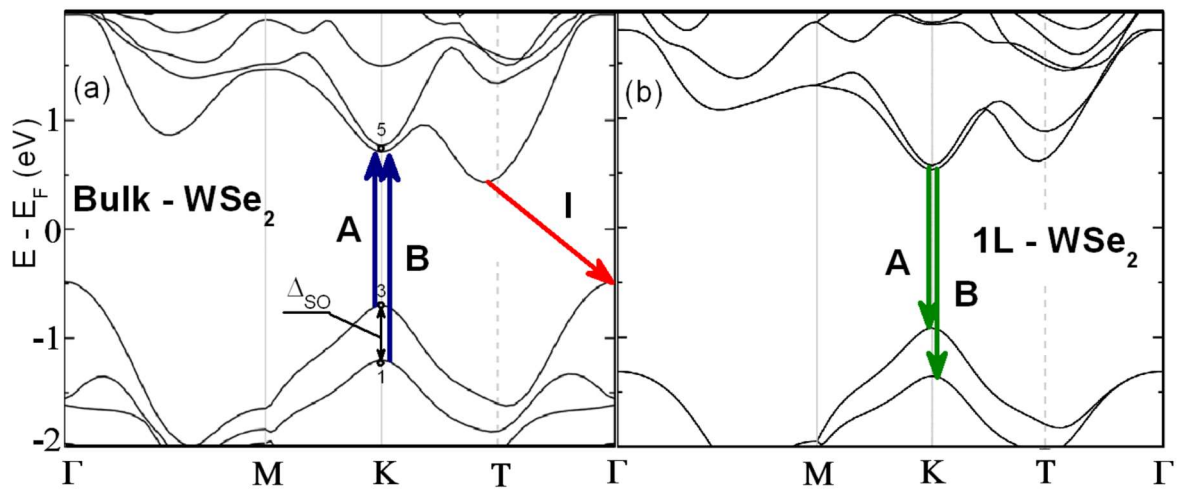 (a)
(b)
E - E_F (eV)
1
0
-1
-2
5
3
1
Bulk - WSe₂
A
B
I
Δ_SO
1L - WSe₂
A
B
Γ M K T Γ M K T Γ